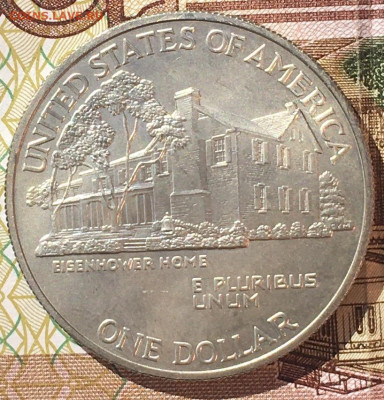 UNITED STATES OF AMERICA
EISENHOWER HOME
E PLURIBUS
UNUM
ONE DOLLAR